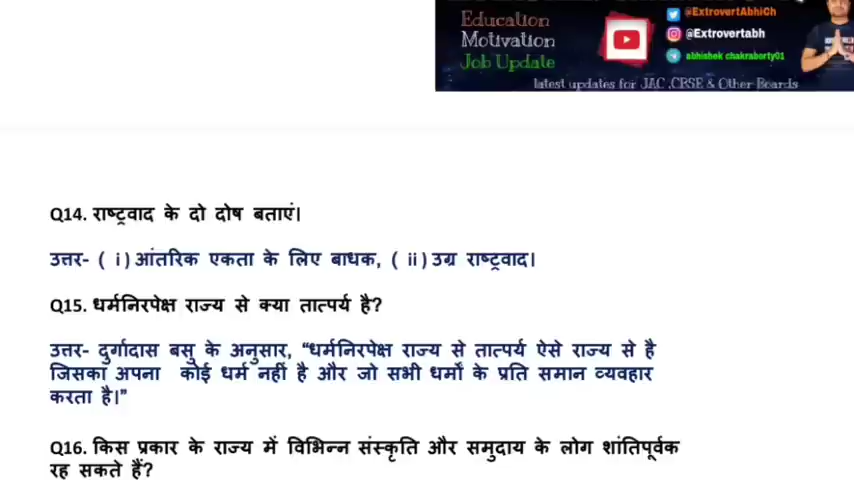 Education
Motivation
Job Update
@ExtrovertAbhiCh
@Extrovertabh
abhishek chakraborty01
latest updates for JAC ,CBSE & Other Boards
Q14. राष्ट्रवाद के दो दोष बताएं।
उत्तर- ( i ) आंतरिक एकता के लिए बाधक, ( ii ) उग्र राष्ट्रवाद।
Q15. धर्मनिरपेक्ष राज्य से क्या तात्पर्य है?
उत्तर- दुर्गादास बसु के अनुसार, “धर्मनिरपेक्ष राज्य से तात्पर्य ऐसे राज्य से है
जिसका अपना कोई धर्म नहीं है और जो सभी धर्मों के प्रति समान व्यवहार
करता है।”
Q16. किस प्रकार के राज्य में विभिन्न संस्कृति और समुदाय के लोग शांतिपूर्वक
रह सकते हैं?